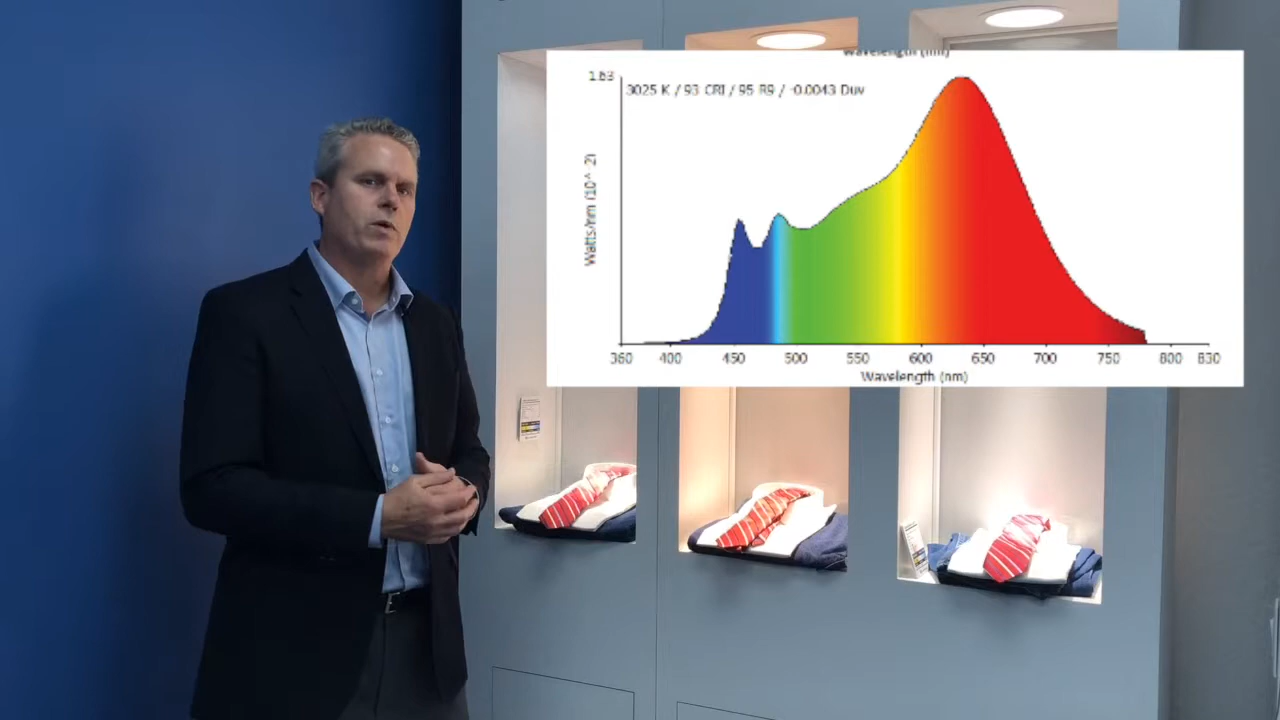 Wavelength (nm)
1.63
3025 K / 93 CRI / 95 R9 / -0.0043 Duv
Watts/nm (10^ -2)
360 400 450 500 550 600 650 700 750 800 830
Wavelength (nm)